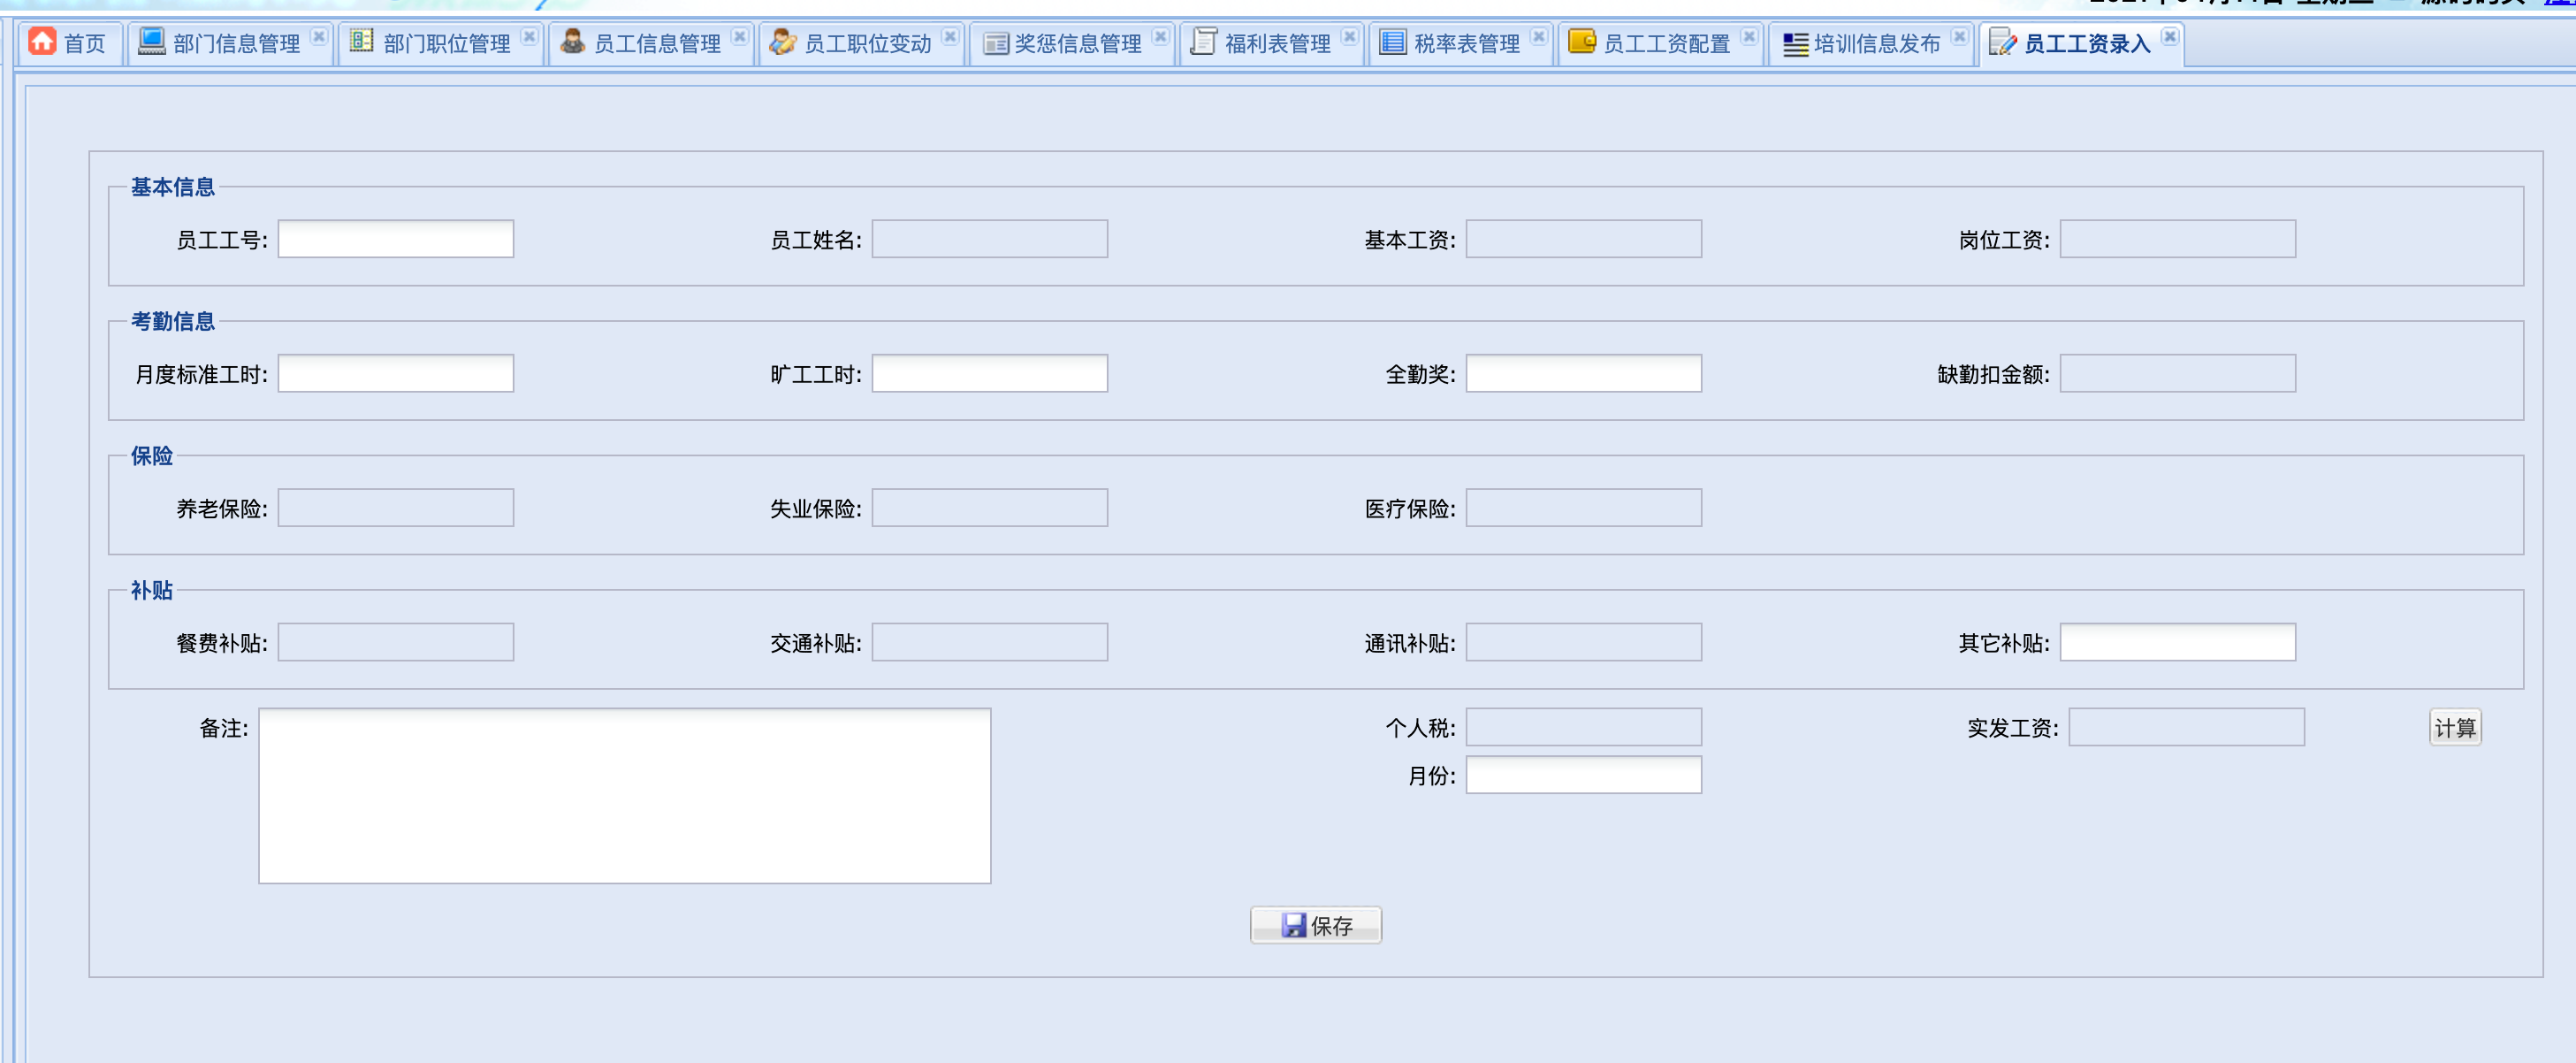 首页 部门信息管理 部门职位管理 员工信息管理 员工职位变动 奖惩信息管理 福利表管理 税率表管理 员工工资配置 培训信息发布 员工工资录入
基本信息
员工工号: 员工姓名: 基本工资: 岗位工资:
考勤信息
月度标准工时: 旷工工时: 全勤奖: 缺勤扣金额:
保险
养老保险: 失业保险: 医疗保险:
补贴
餐费补贴: 交通补贴: 通讯补贴: 其它补贴:
备注: 个人税: 实发工资: 计算
月份:
保存